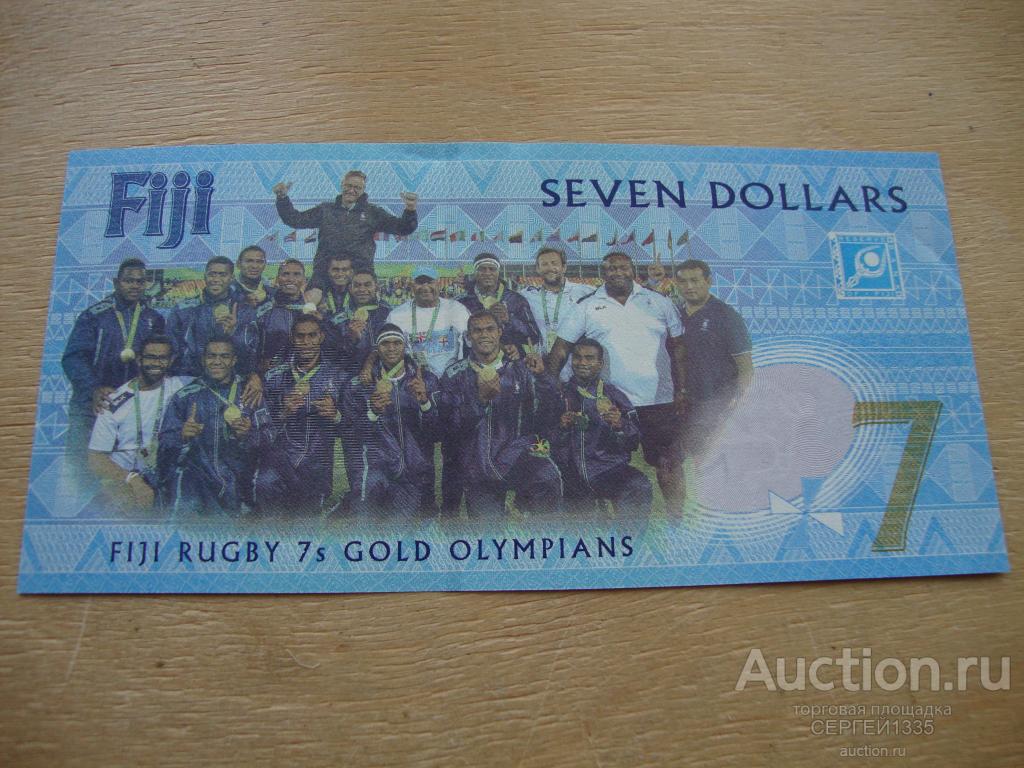 Fiji
SEVEN DOLLARS
7
FIJI RUGBY 7s GOLD OLYMPIANS
Auction.ru
торговая площадка
СЕРГЕЙ1335
auction.ru